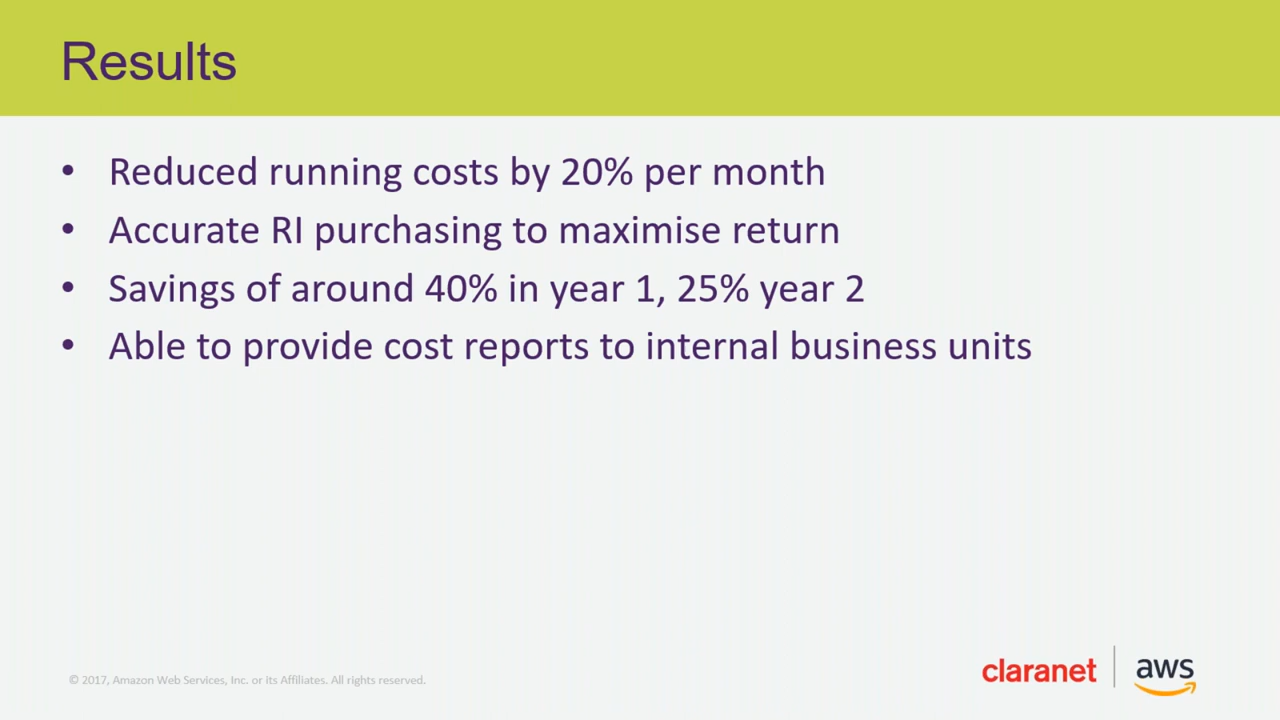 Results
• Reduced running costs by 20% per month
• Accurate RI purchasing to maximise return
• Savings of around 40% in year 1, 25% year 2
• Able to provide cost reports to internal business units
© 2017, Amazon Web Services, Inc. or its Affiliates. All rights reserved.
claranet | aws